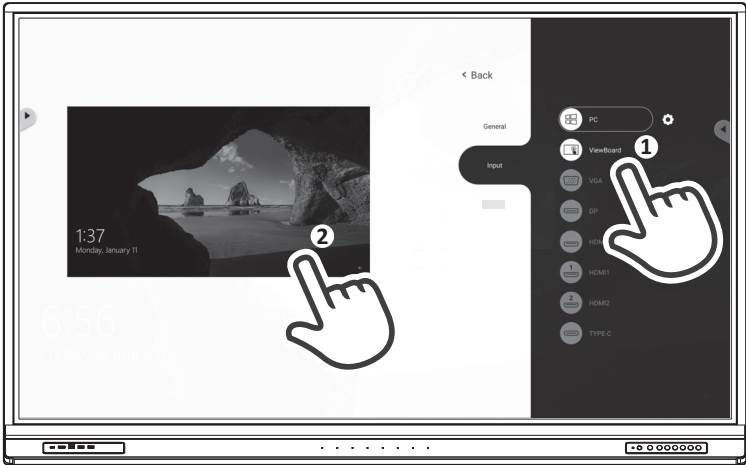 < Back
General
Input
PC
ViewBoard
1
VGA
DP
HDM
1
HDMI1
2
HDMI2
TYPE-C
1:37
Monday, January 11
2
6:56